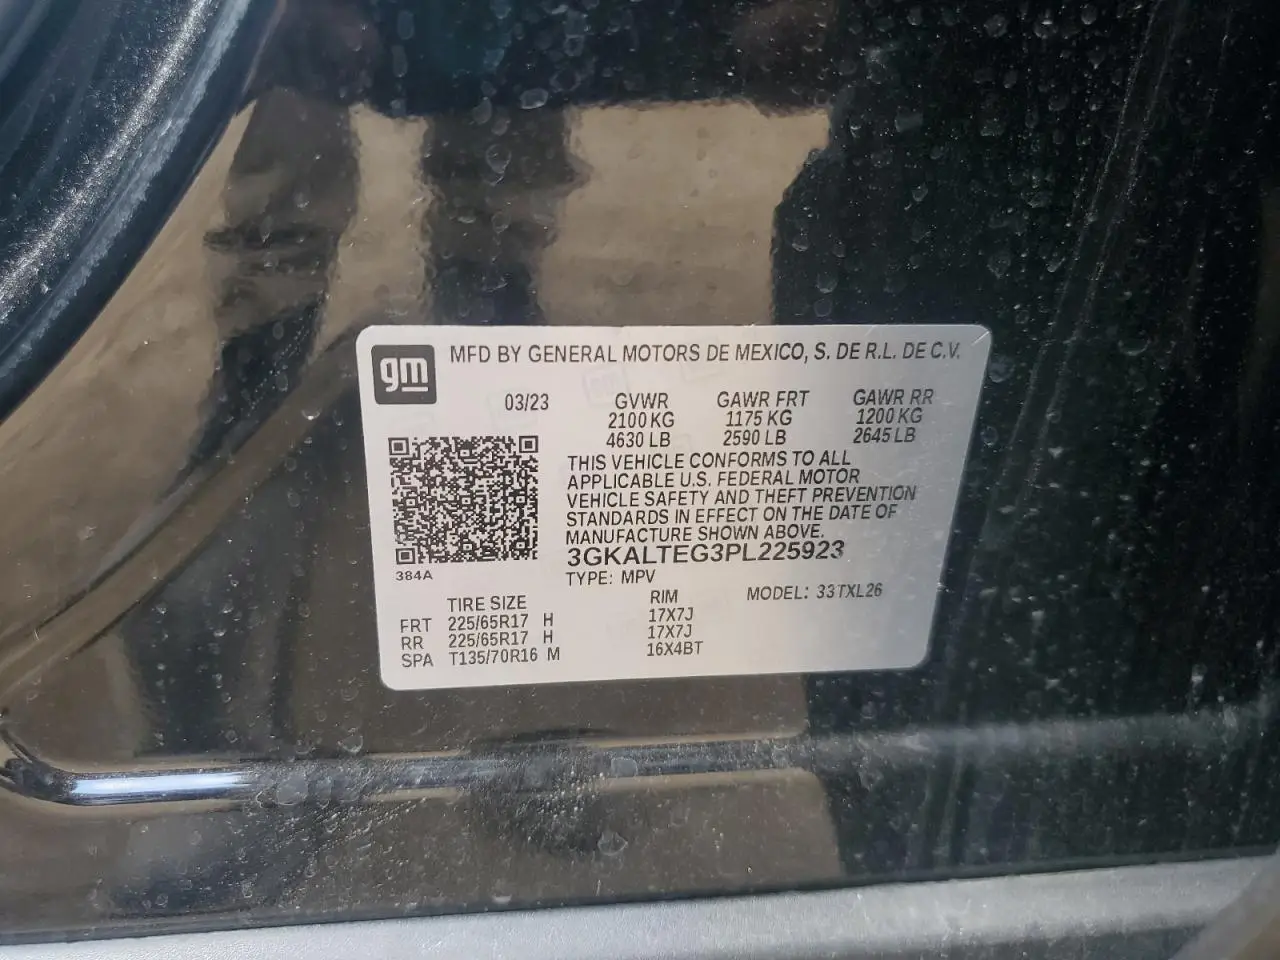 gm MFD BY GENERAL MOTORS DE MEXICO, S. DE R.L. DE C.V.
03/23 GVWR GAWR FRT GAWR RR
2100 KG 1175 KG 1200 KG
4630 LB 2590 LB 2645 LB
THIS VEHICLE CONFORMS TO ALL
APPLICABLE U.S. FEDERAL MOTOR
VEHICLE SAFETY AND THEFT PREVENTION
STANDARDS IN EFFECT ON THE DATE OF
MANUFACTURE SHOWN ABOVE.
3GKALTEG3PL225923
384A TYPE: MPV MODEL: 33TXL26
TIRE SIZE RIM
FRT 225/65R17 H 17X7J
RR 225/65R17 H 17X7J
SPA T135/70R16 M 16X4BT